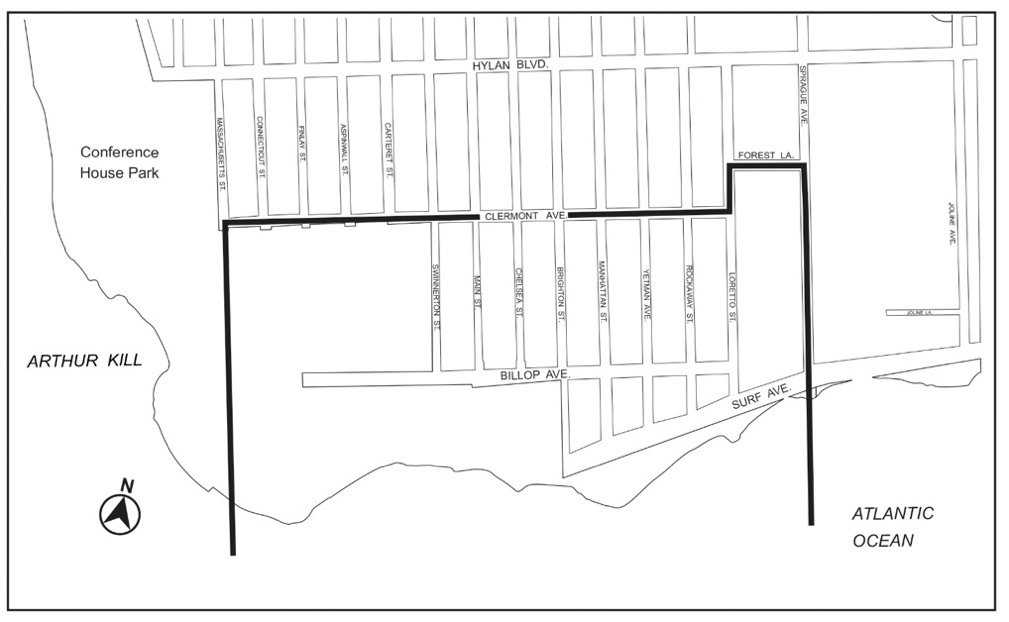 HYLAN BLVD.
SPRAGUE AVE.
MASSACHUSETTS ST.
CONNECTICUT ST.
FINLAY ST.
ASPINWALL ST.
CARTERET ST.
Conference
House Park
FOREST LA.
CLERMONT AVE.
JOLINE AVE.
SWINNERTON ST.
MAIN ST.
CHELSEA ST.
BRIGHTON ST.
MANHATTAN ST.
YETMAN AVE.
ROCKAWAY ST.
LORETTO ST.
JOLINE LA.
ARTHUR KILL
BILLOP AVE.
SURF AVE.
N
ATLANTIC
OCEAN